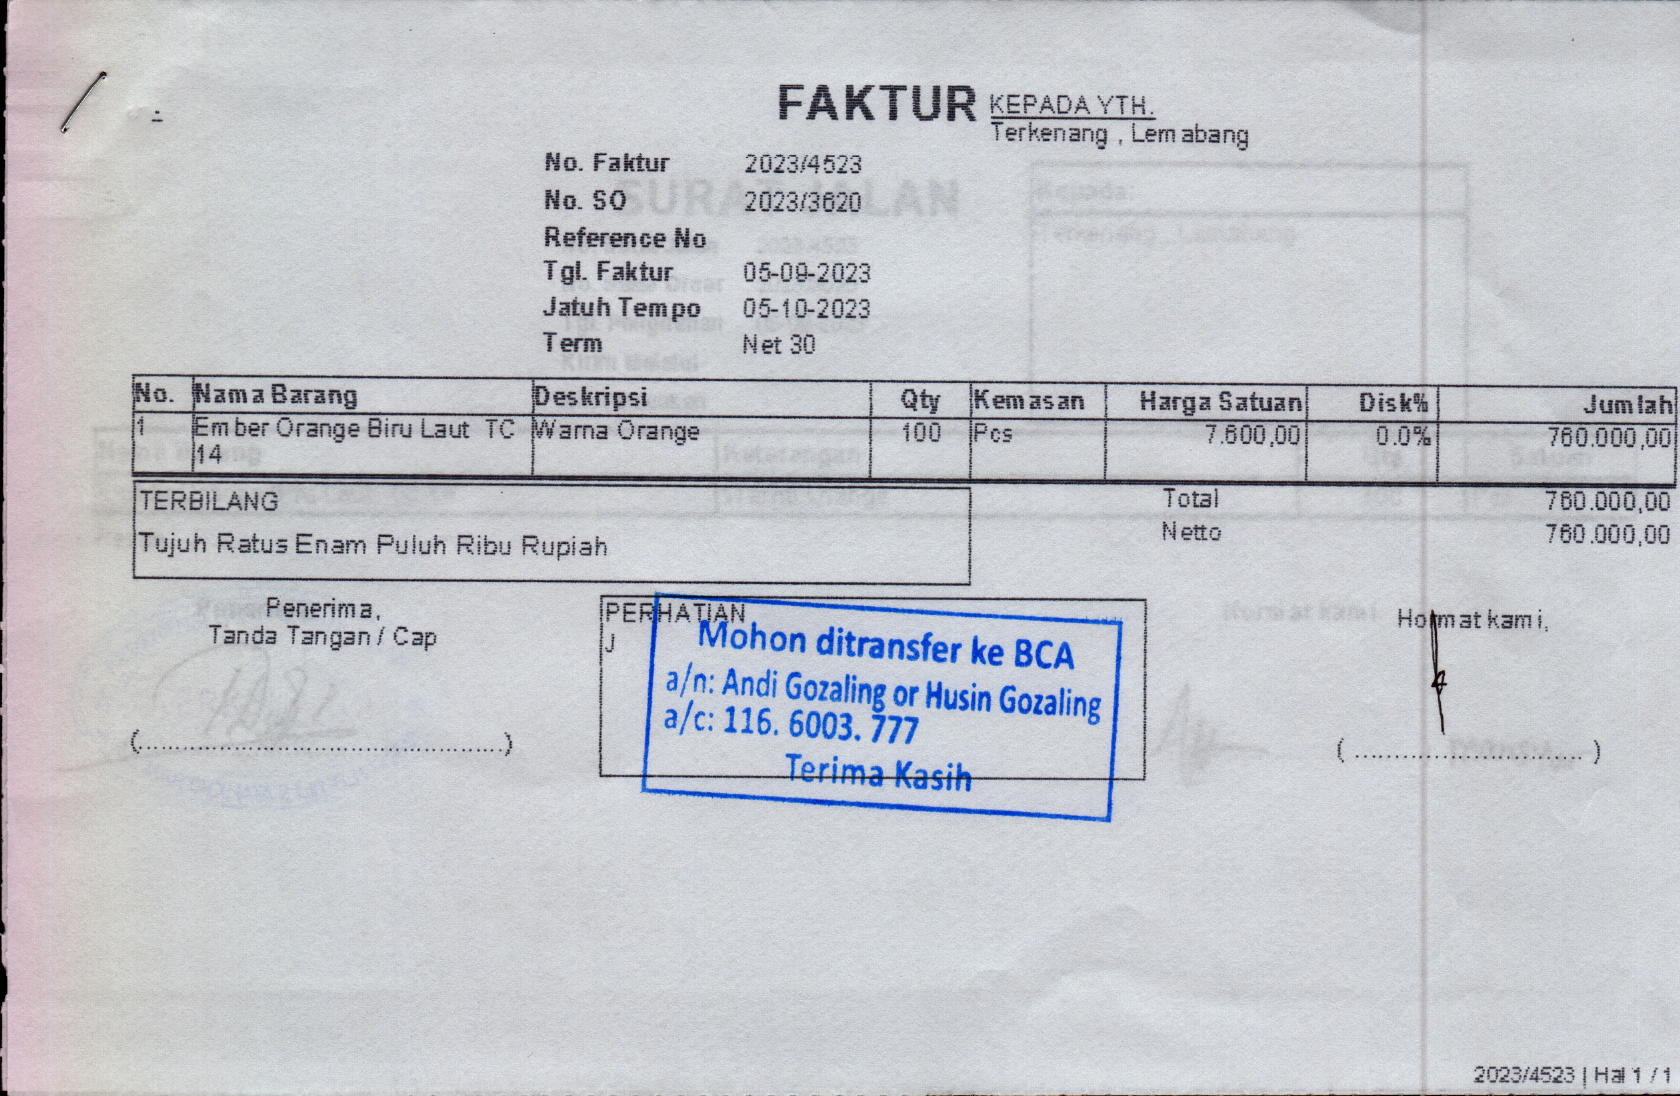 FAKTUR
KEPADA YTH.
Terkenang , Lemabang
No. Faktur 2023/4523
No. SO 2023/3620
Reference No
Tgl. Faktur 05-09-2023
Jatuh Tempo 05-10-2023
Term Net 30
No. Nama Barang Deskripsi Qty Kemasan Harga Satuan Disk% Jumlah
1 Ember Orange Biru Laut TC Warna Orange 100 Pcs 7.600,00 0.0% 760.000,00
14
TERBILANG Total 760.000,00
Tujuh Ratus Enam Puluh Ribu Rupiah Netto 760.000,00
Penerima,
Tanda Tangan / Cap
(............................................)
PERHATIAN
J
Mohon ditransfer ke BCA
a/n: Andi Gozaling or Husin Gozaling
a/c: 116. 6003. 777
Terima Kasih
Hormat kami,
(............................)
2023/4523 | Hal 1 / 1